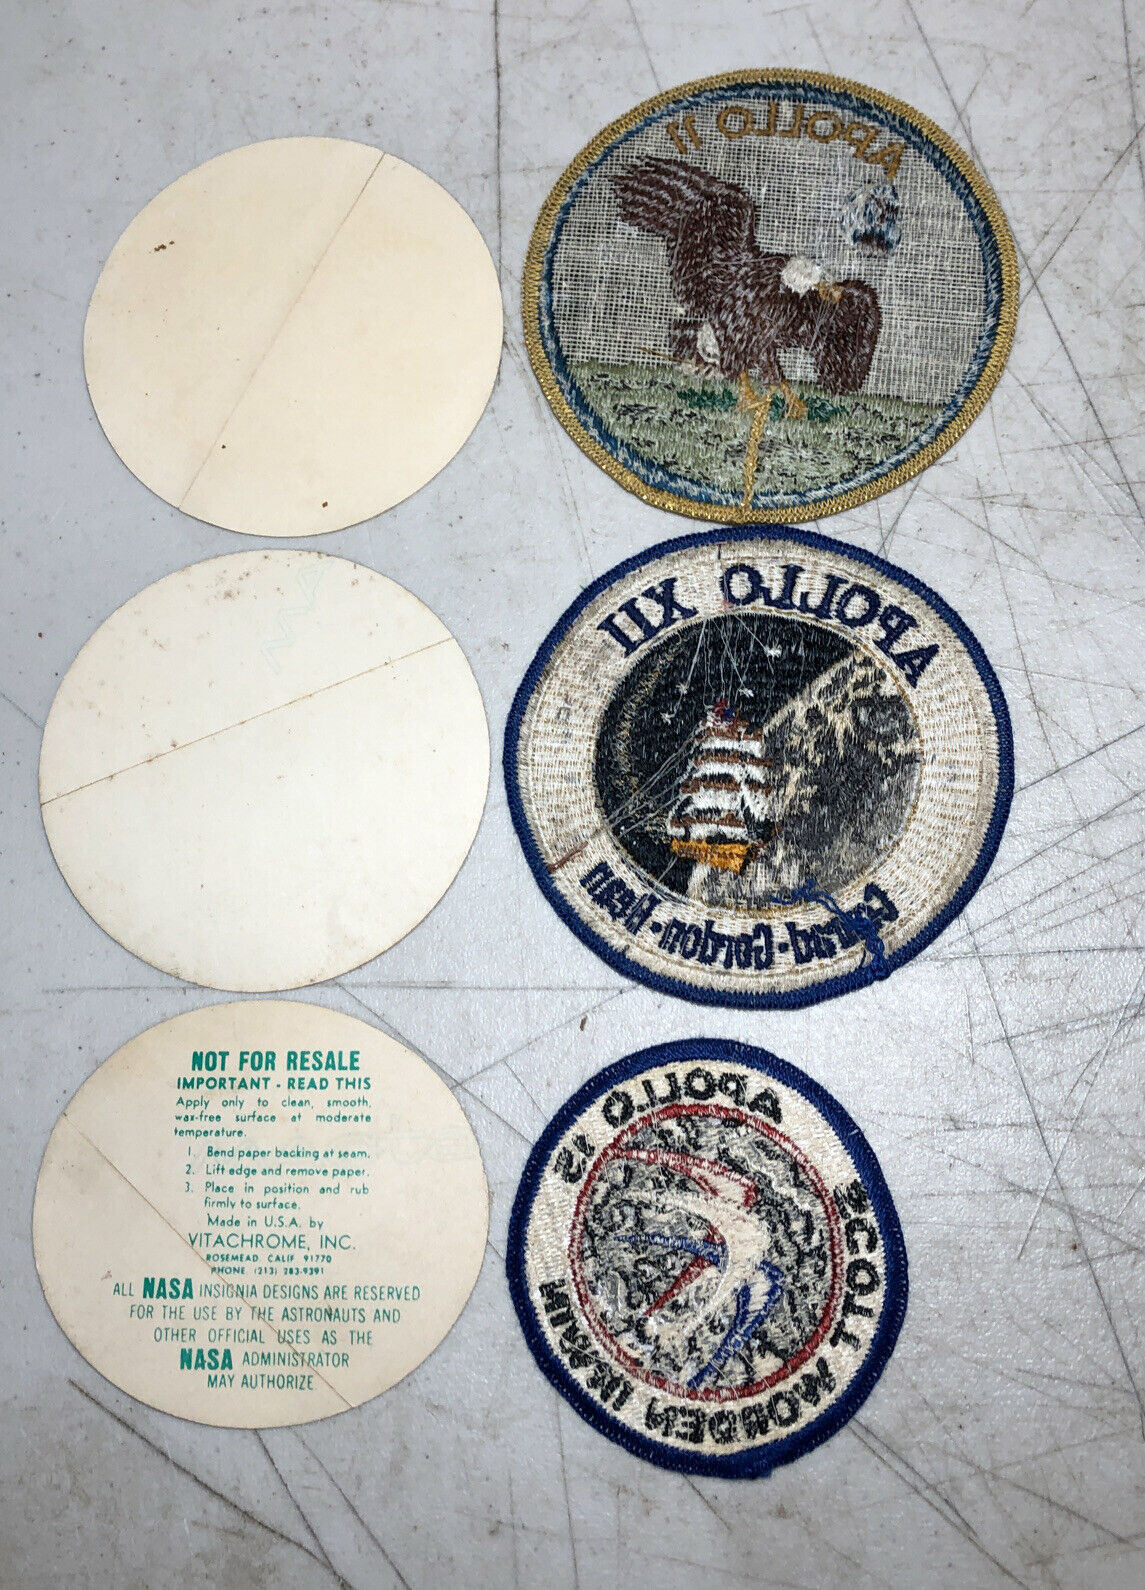 APOLLO 11
APOLLO XII
Conrad · Gordon · Bean
NOT FOR RESALE
IMPORTANT - READ THIS
Apply only to clean, smooth,
wax-free surface at moderate
temperature.
1. Bend paper backing at seam.
2. Lift edge and remove paper.
3. Place in position and rub
firmly to surface.
Made in U.S.A. by
VITACHROME, INC.
ROSEMEAD, CALIF. 91770
PHONE (213) 283-9391
ALL NASA INSIGNIA DESIGNS ARE RESERVED
FOR THE USE BY THE ASTRONAUTS AND
OTHER OFFICIAL USES AS THE
NASA ADMINISTRATOR
MAY AUTHORIZE
APOLLO 15
SCOTT WORDEN IRWIN